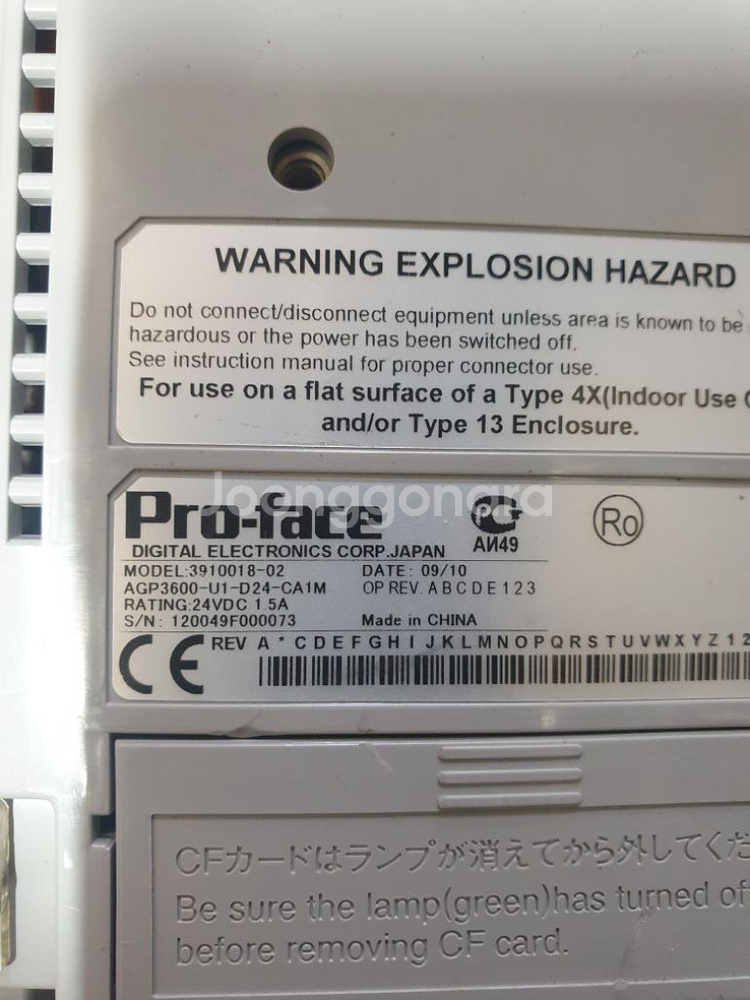 WARNING EXPLOSION HAZARD
Do not connect/disconnect equipment unless area is known to be
hazardous or the power has been switched off.
See instruction manual for proper connector use.
For use on a flat surface of a Type 4X(Indoor Use
and/or Type 13 Enclosure.
Joonggonara
Pro-face
DIGITAL ELECTRONICS CORP.JAPAN
АИ49
Ro
MODEL:3910018-02 DATE: 09/10
AGP3600-U1-D24-CA1M OP REV. A B C D E 1 2 3
RATING:24VDC 1.5A
S/N: 120049F000073 Made in CHINA
CE REV A * C D E F G H I J K L M N O P Q R S T U V W X Y Z 1 2
CFカードはランプが消えてから外してくだ
Be sure the lamp(green)has turned of
before removing CF card.